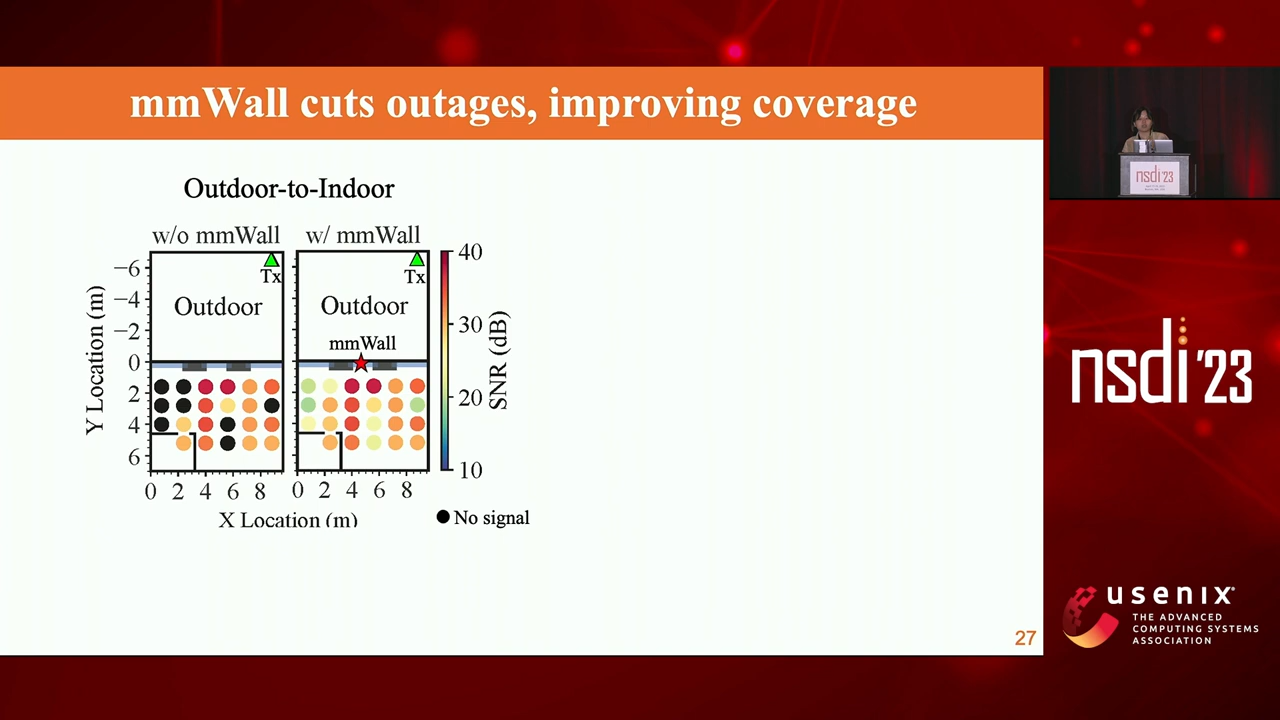 mmWall cuts outages, improving coverage
Outdoor-to-Indoor
w/o mmWall
w/ mmWall
Tx
Tx
Outdoor
Outdoor
mmWall
−6
−4
−2
0
2
4
6
Y Location (m)
0 2 4 6 8
0 2 4 6 8
X Location (m)
40
30
20
10
SNR (dB)
No signal
27
nsdi '23
nsdi '23
usenix
THE ADVANCED
COMPUTING SYSTEMS
ASSOCIATION